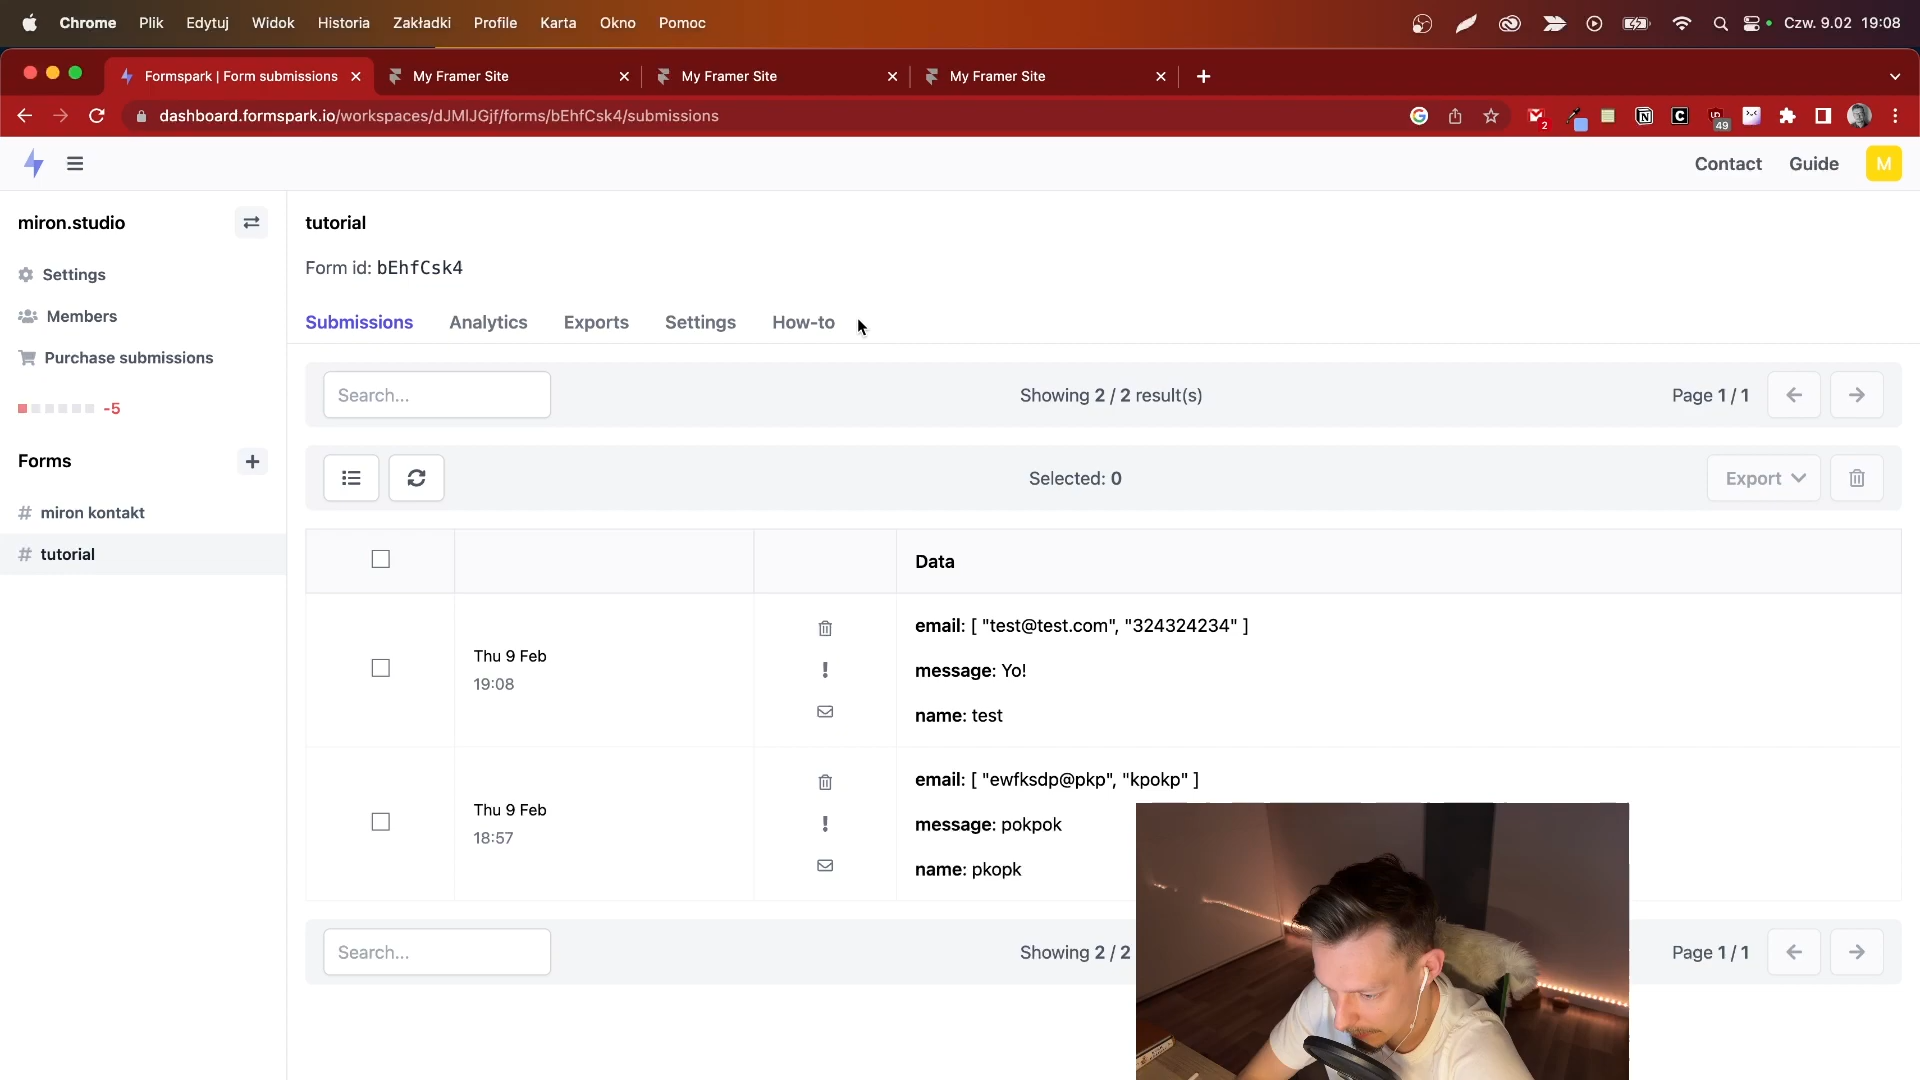 Chrome Plik Edytuj Widok Historia Zakładki Profile Karta Okno Pomoc Czw. 9.02 19:08
Formspark | Form submissions My Framer Site My Framer Site My Framer Site
dashboard.formspark.io/workspaces/dJMlJGjf/forms/bEhfCsk4/submissions 2 49
Contact Guide M
miron.studio
Settings
Members
Purchase submissions
-5
Forms
# miron kontakt
# tutorial
tutorial
Form id: bEhfCsk4
Submissions Analytics Exports Settings How-to
Search... Showing 2 / 2 result(s) Page 1 / 1
Selected: 0 Export
Data
Thu 9 Feb
19:08
email: [ "test@test.com", "324324234" ]
message: Yo!
name: test
Thu 9 Feb
18:57
email: [ "ewfksdp@pkp", "kpokp" ]
message: pokpok
name: pkopk
Search... Showing 2 / 2 Page 1 / 1